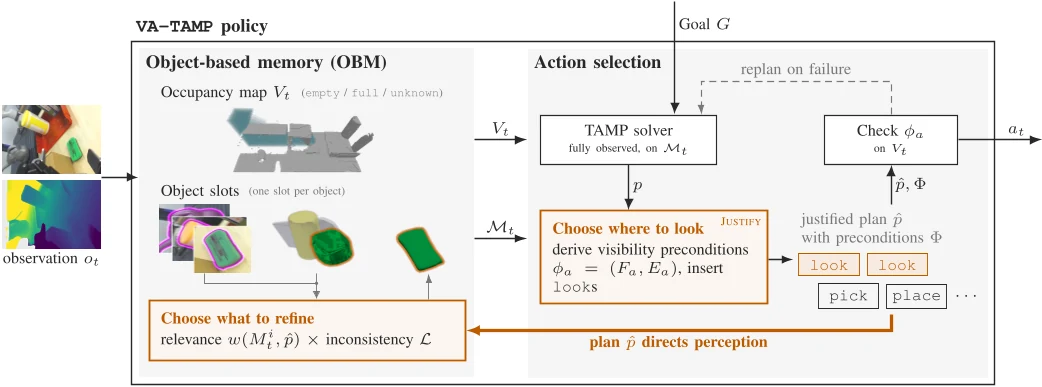 VA-TAMP policy
Goal G
Object-based memory (OBM)
Occupancy map V_t (empty / full / unknown)
Object slots (one slot per object)
Choose what to refine
relevance w(M_t^i, p̂) × inconsistency ℒ
observation o_t
V_t
ℳ_t
Action selection
replan on failure
TAMP solver
fully observed, on ℳ_t
p
Choose where to look JUSTIFY
derive visibility preconditions
ϕ_a = (F_a, E_a), insert
looks
Check ϕ_a
on V_t
a_t
p̂, Φ
justified plan p̂
with preconditions Φ
look look
pick place ···
plan p̂ directs perception